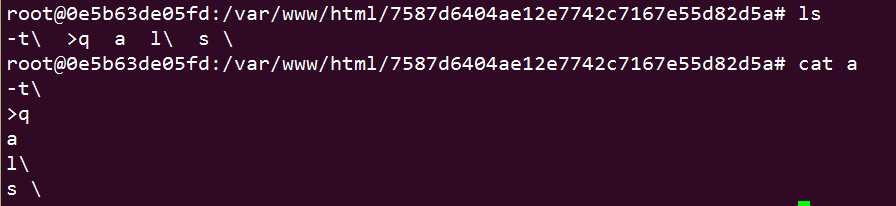 root@0e5b63de05fd:/var/www/html/7587d6404ae12e7742c7167e55d82d5a# ls
-t\  >q  a  l\  s \
root@0e5b63de05fd:/var/www/html/7587d6404ae12e7742c7167e55d82d5a# cat a
-t\
>q
a
l\
s \